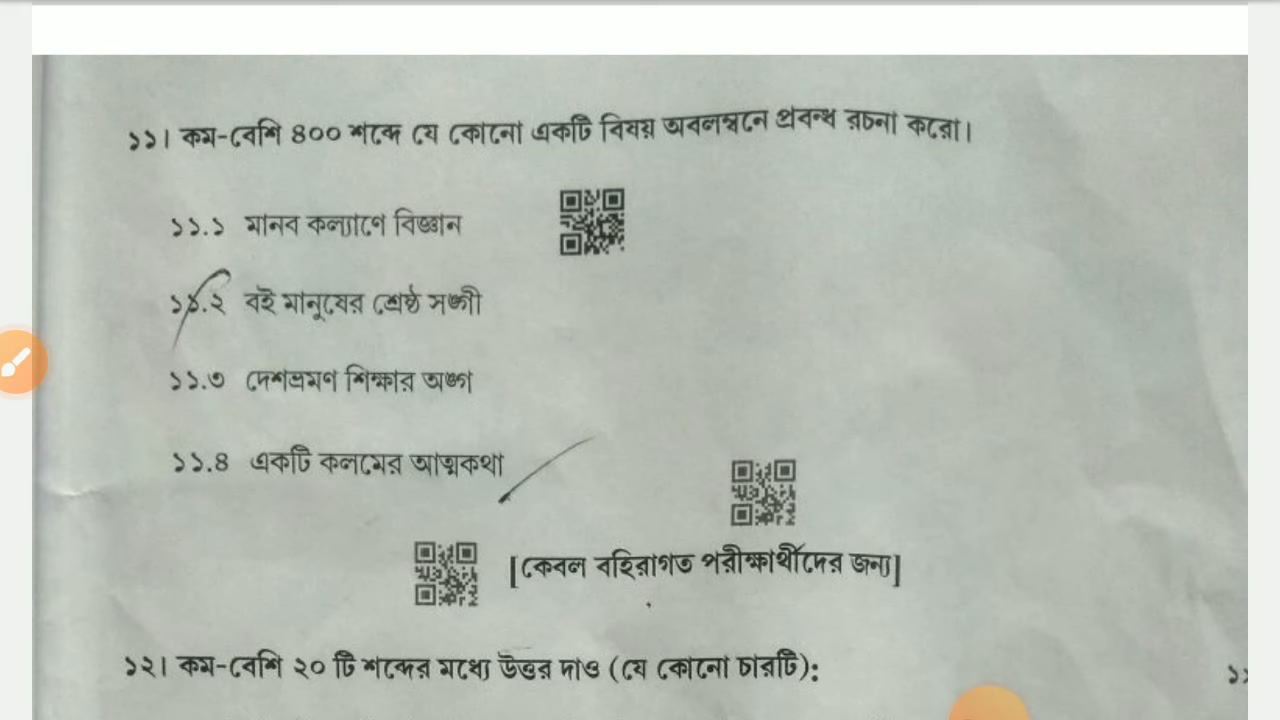 ১১। কম-বেশি ৪০০ শব্দে যে কোনো একটি বিষয় অবলম্বনে প্রবন্ধ রচনা করো।
১১.১ মানব কল্যাণে বিজ্ঞান
১১.২ বই মানুষের শ্রেষ্ঠ সঙ্গী
১১.৩ দেশভ্রমণ শিক্ষার অঙ্গ
১১.৪ একটি কলমের আত্মকথা
[কেবল বহিরাগত পরীক্ষার্থীদের জন্য]
১২। কম-বেশি ২০ টি শব্দের মধ্যে উত্তর দাও (যে কোনো চারটি):